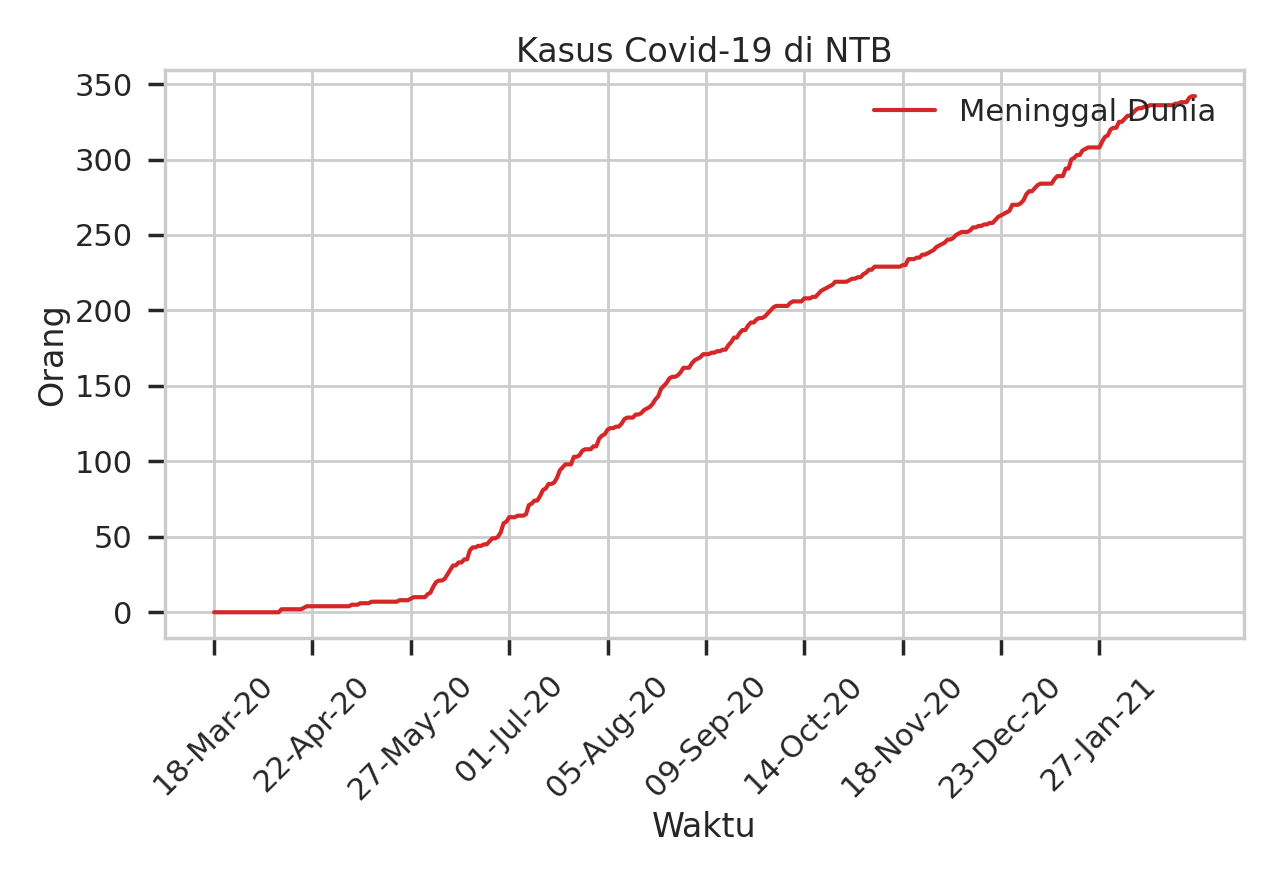 Kasus Covid-19 di NTB
Meninggal Dunia
Orang
350
300
250
200
150
100
50
0
18-Mar-20
22-Apr-20
27-May-20
01-Jul-20
05-Aug-20
09-Sep-20
14-Oct-20
18-Nov-20
23-Dec-20
27-Jan-21
Waktu